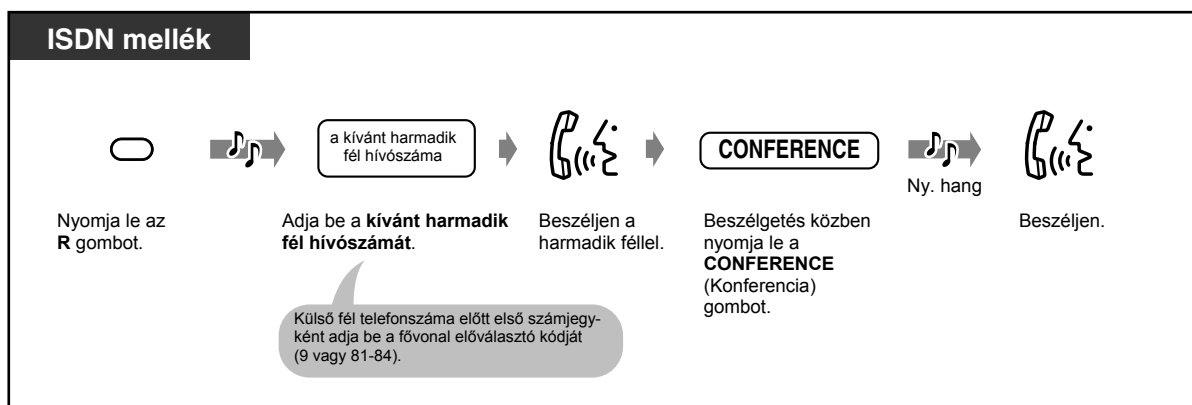 ISDN mellék
a kívánt harmadik
fél hívószáma
CONFERENCE
Ny. hang
Nyomja le az
R gombot.
Adja be a kívánt harmadik
fél hívószámát.
Beszéljen a
harmadik féllel.
Beszélgetés közben
nyomja le a
CONFERENCE
(Konferencia)
gombot.
Beszéljen.
Külső fél telefonszáma előtt első számjegy-
ként adja be a fővonal előválasztó kódját
(9 vagy 81-84).